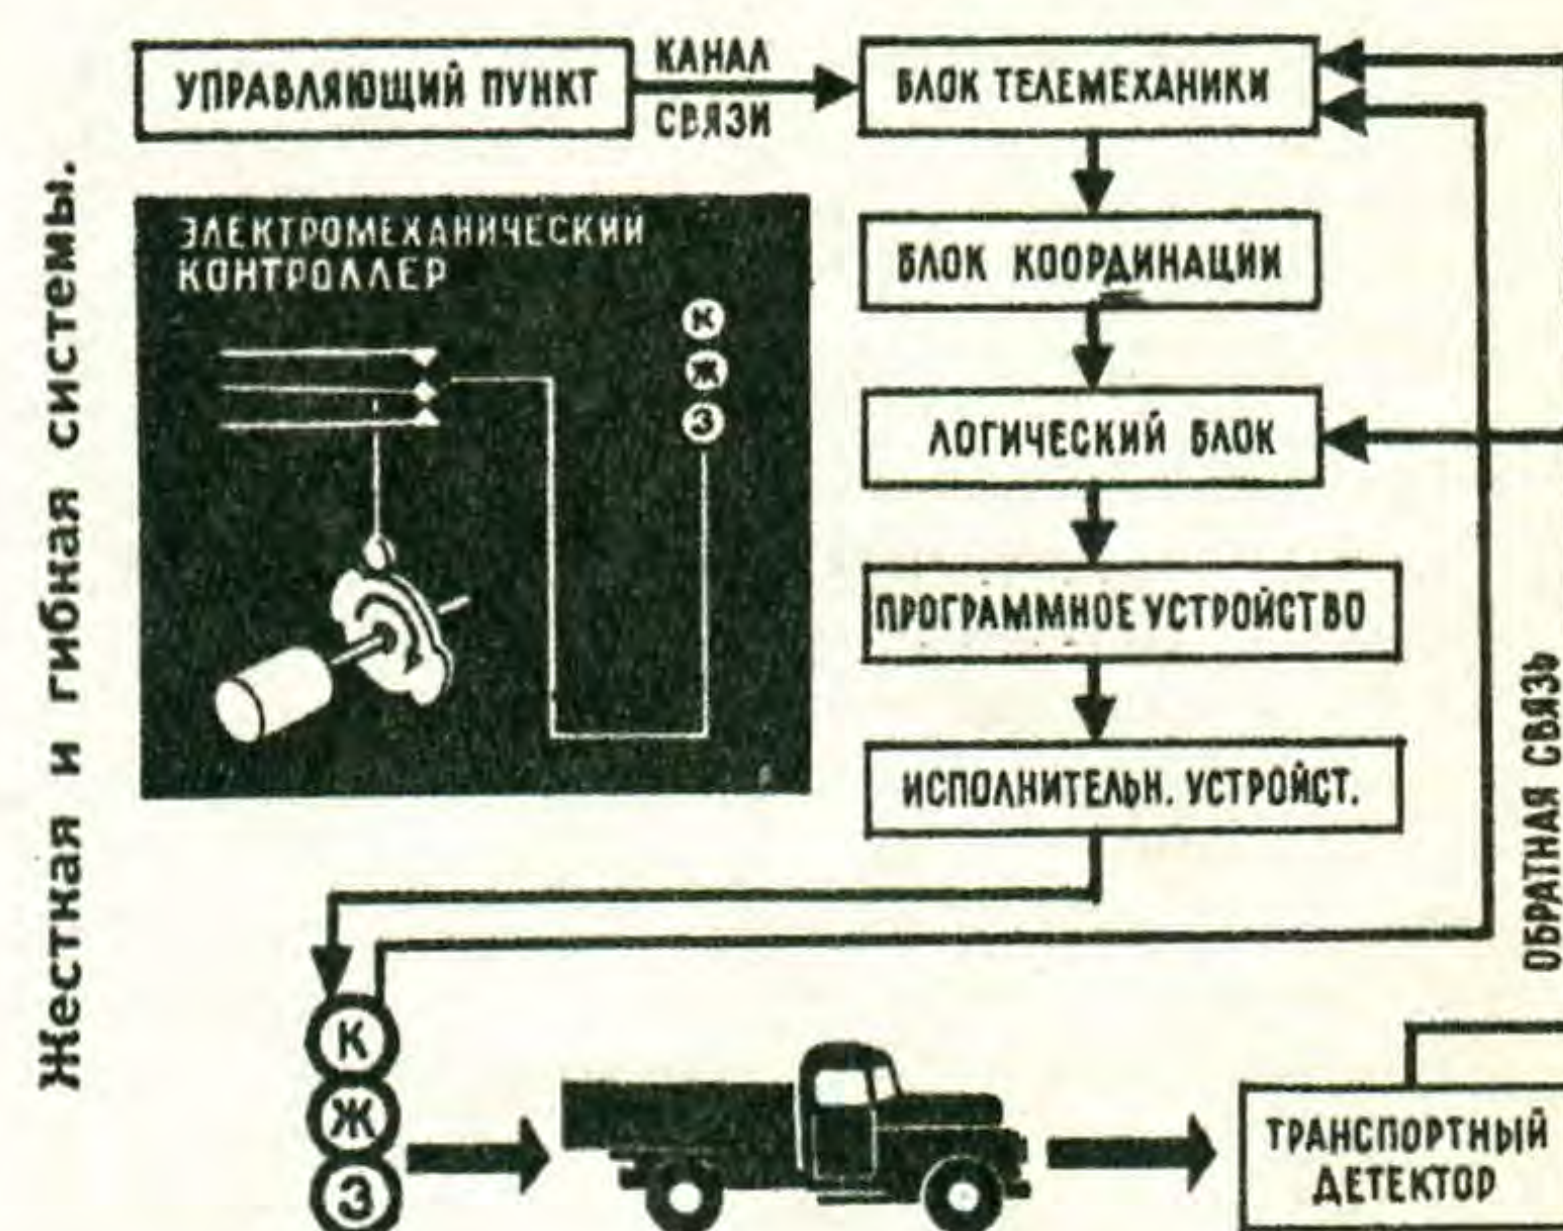 Жесткая и гибкая системы.
УПРАВЛЯЮЩИЙ ПУНКТ
КАНАЛ
СВЯЗИ
БЛОК ТЕЛЕМЕХАНИКИ
ЭЛЕКТРОМЕХАНИЧЕСКИЙ
КОНТРОЛЛЕР
К
Ж
З
БЛОК КООРДИНАЦИИ
ЛОГИЧЕСКИЙ БЛОК
ПРОГРАММНОЕ УСТРОЙСТВО
ИСПОЛНИТЕЛЬН. УСТРОЙСТ.
ОБРАТНАЯ СВЯЗЬ
К
Ж
З
ТРАНСПОРТНЫЙ
ДЕТЕКТОР